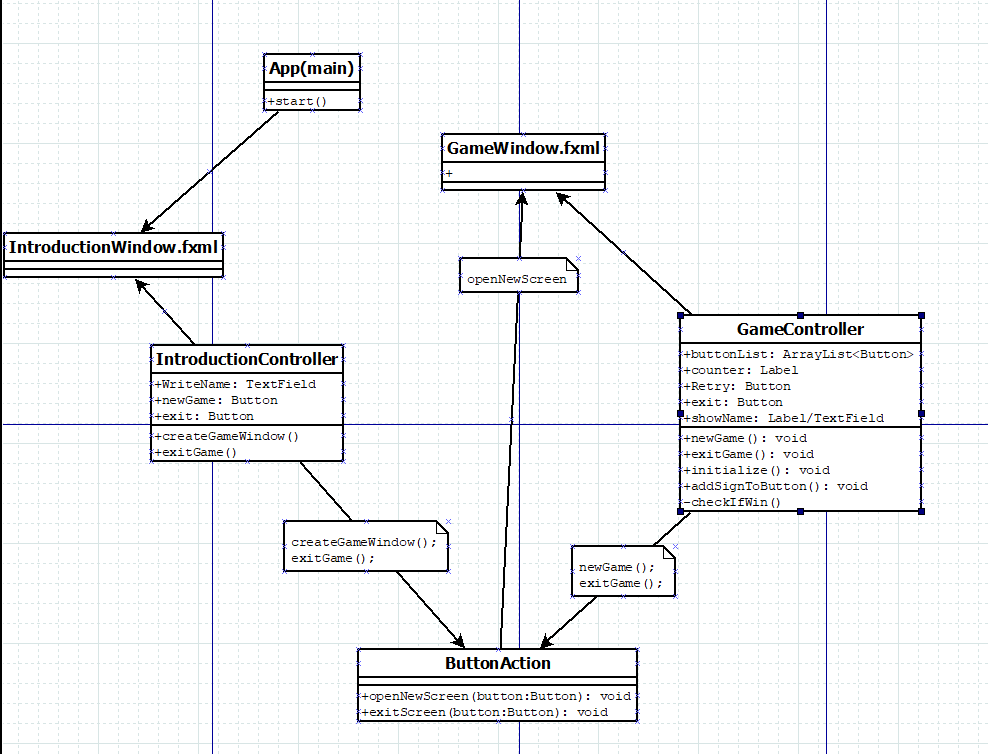 App(main)
+start()
GameWindow.fxml
+
IntroductionWindow.fxml
openNewScreen
GameController
+buttonList: ArrayList<Button>
+counter: Label
+Retry: Button
+exit: Button
+showName: Label/TextField
+newGame(): void
+exitGame(): void
+initialize(): void
+addSignToButton(): void
-checkIfWin()
IntroductionController
+WriteName: TextField
+newGame: Button
+exit: Button
+createGameWindow()
+exitGame()
createGameWindow();
exitGame();
newGame();
exitGame();
ButtonAction
+openNewScreen(button:Button): void
+exitScreen(button:Button): void